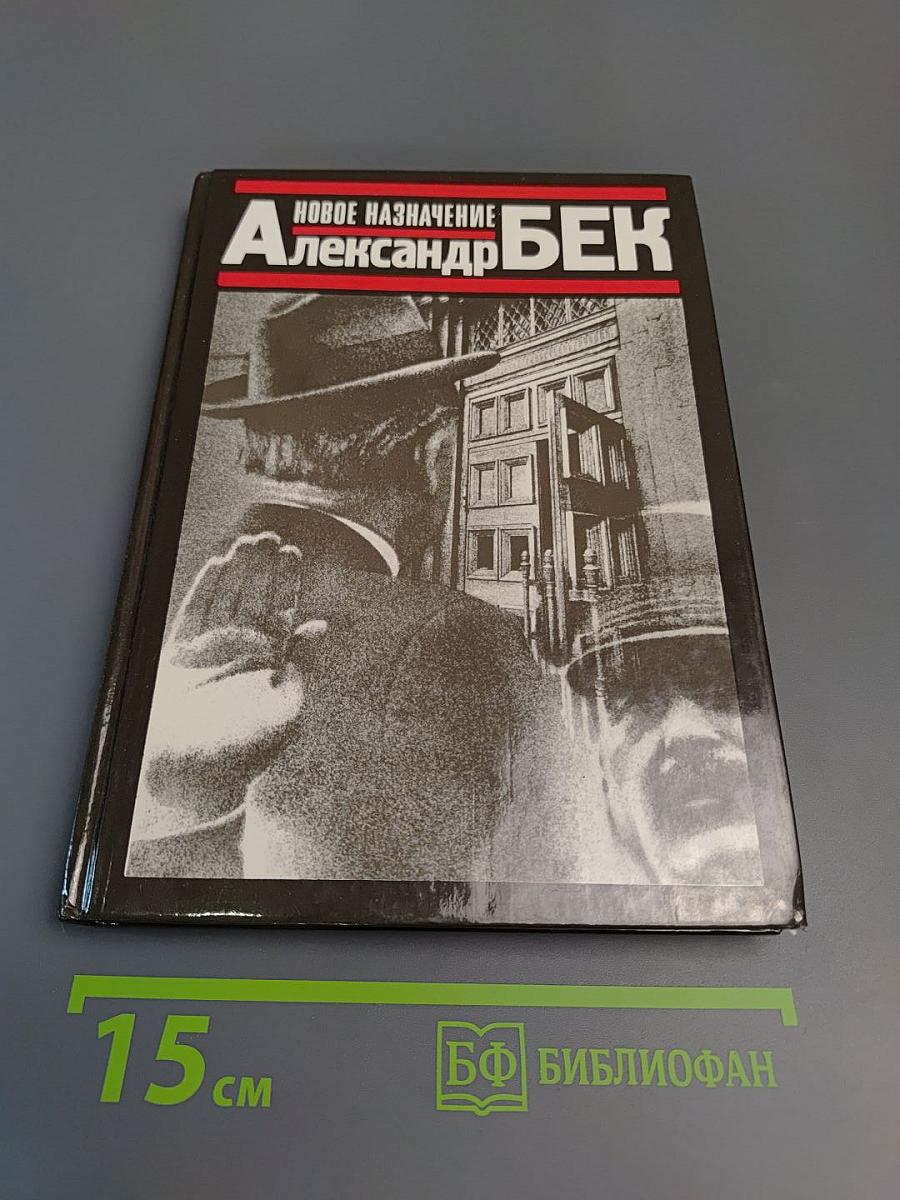 НОВОЕ НАЗНАЧЕНИЕ
Александр БЕК
15 см
БФ БИБЛИОФАН